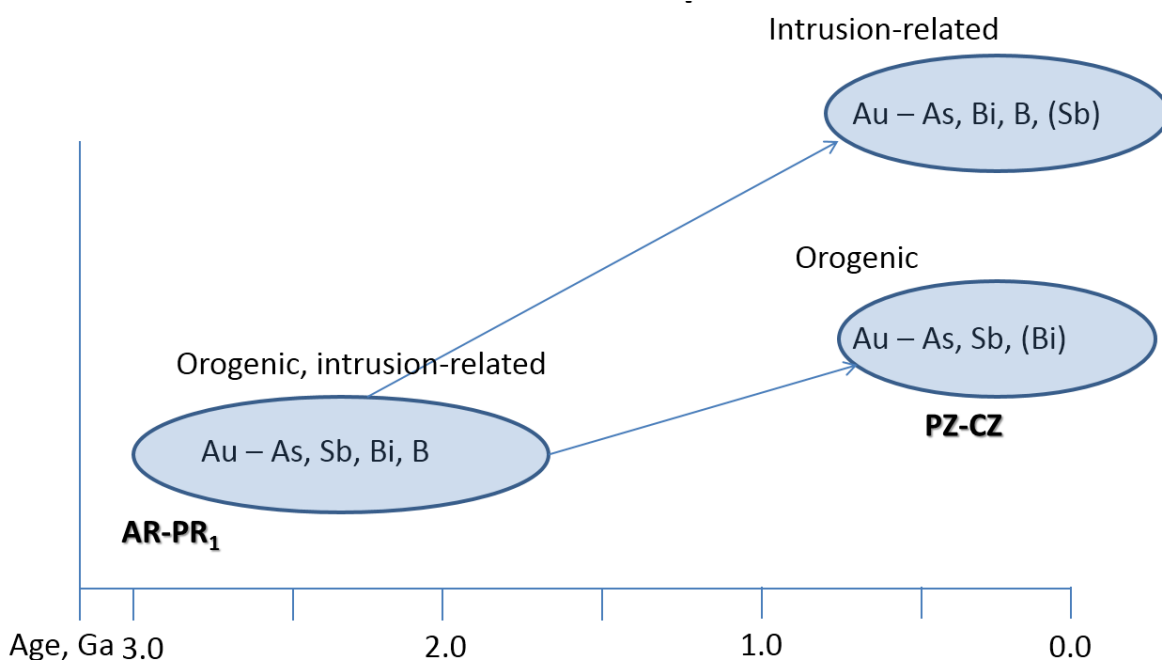 Intrusion-related
Au – As, Bi, B, (Sb)
Orogenic
Au – As, Sb, (Bi)
PZ-CZ
Orogenic, intrusion-related
Au – As, Sb, Bi, B
AR-PR₁
Age, Ga 3.0 2.0 1.0 0.0